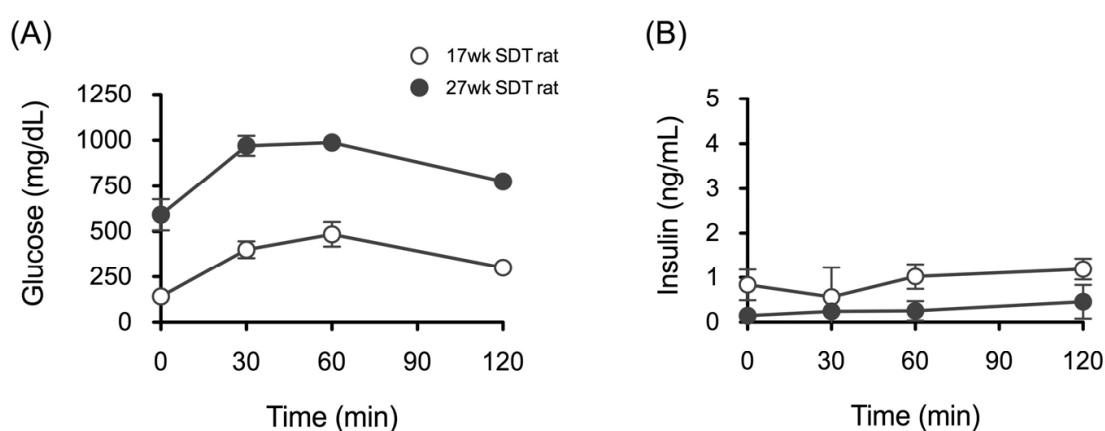 (A)
17wk SDT rat
27wk SDT rat
Glucose (mg/dL)
1250
1000
750
500
250
0
0 30 60 90 120
Time (min)
(B)
Insulin (ng/mL)
5
4
3
2
1
0
0 30 60 90 120
Time (min)